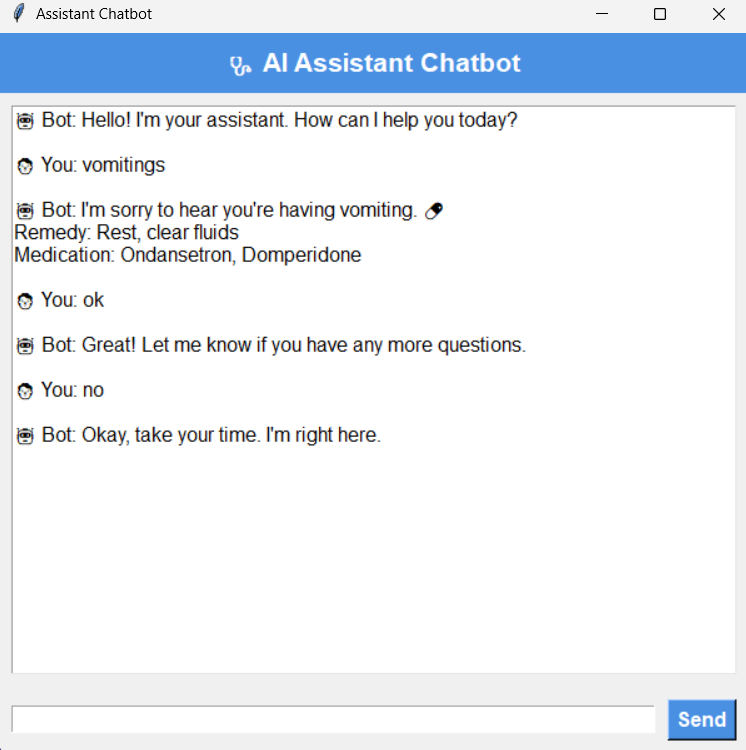 Assistant Chatbot
AI Assistant Chatbot
Bot: Hello! I'm your assistant. How can I help you today?
You: vomitings
Bot: I'm sorry to hear you're having vomiting.
Remedy: Rest, clear fluids
Medication: Ondansetron, Domperidone
You: ok
Bot: Great! Let me know if you have any more questions.
You: no
Bot: Okay, take your time. I'm right here.
Send